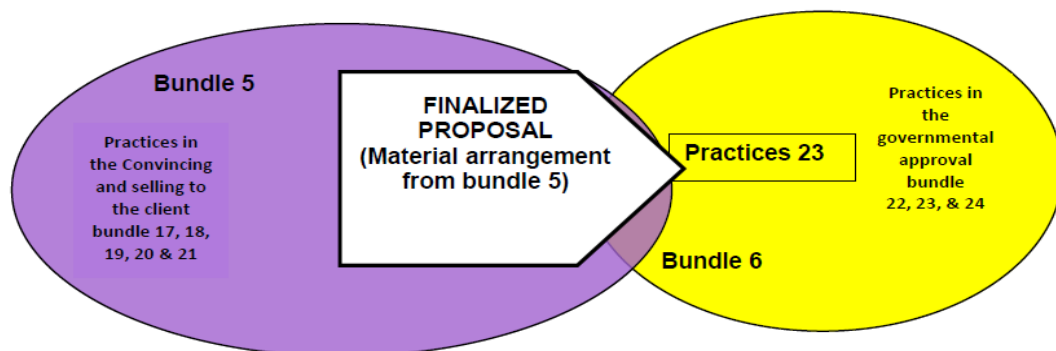 Bundle 5
Practices in
the Convincing
and selling to
the client
bundle 17, 18,
19, 20 & 21
FINALIZED
PROPOSAL
(Material arrangement
from bundle 5)
Practices 23
Practices in
the
governmental
approval
bundle
22, 23, & 24
Bundle 6